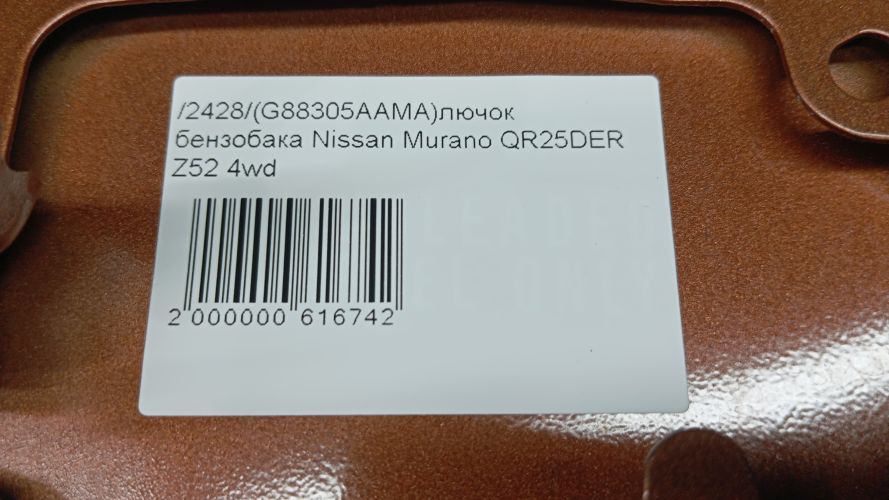 /2428/(G88305AAMA)лючок
бензобака Nissan Murano QR25DER
Z52 4wd
2 000000 616742